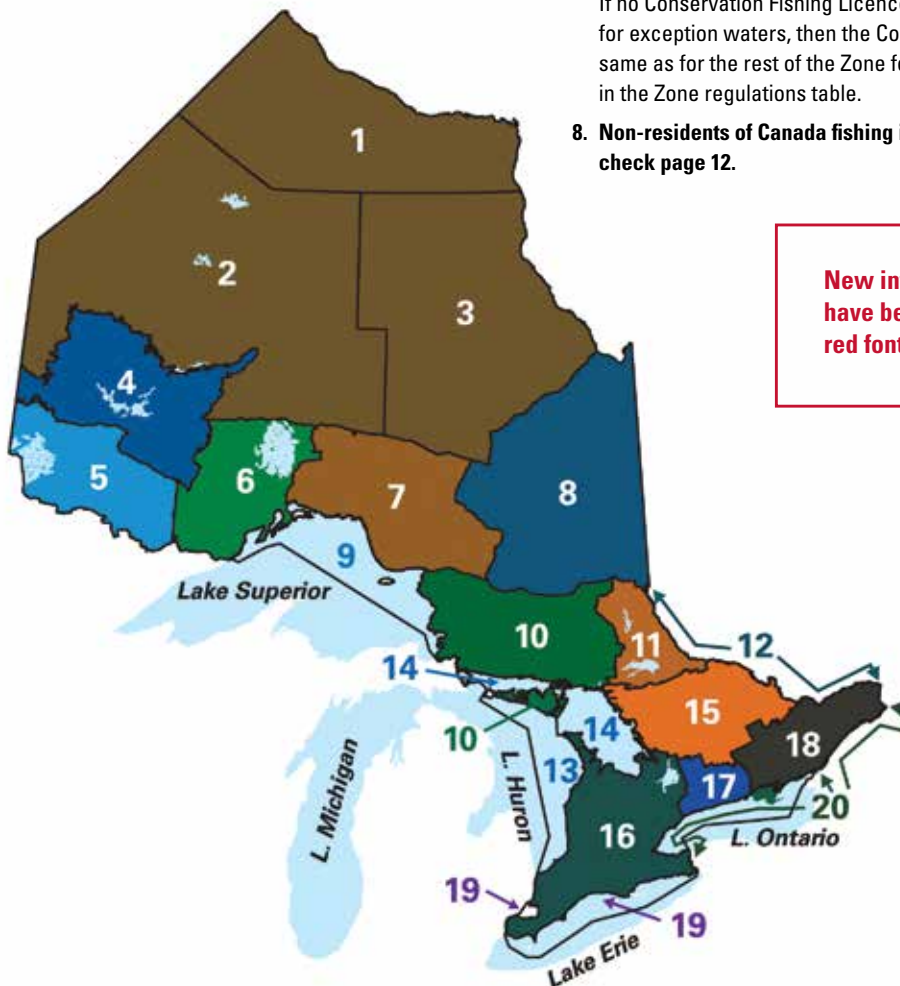 If no Conservation Fishing Licence
for exception waters, then the Co
same as for the rest of the Zone fo
in the Zone regulations table.
8. Non-residents of Canada fishing i
check page 12.
New in
have be
red font
1
2
3
4
5
6
7
8
9
Lake Superior
10
11
12
14
15
10
14
18
L. Michigan
L. Huron
13
17
20
16
L. Ontario
19
19
Lake Erie